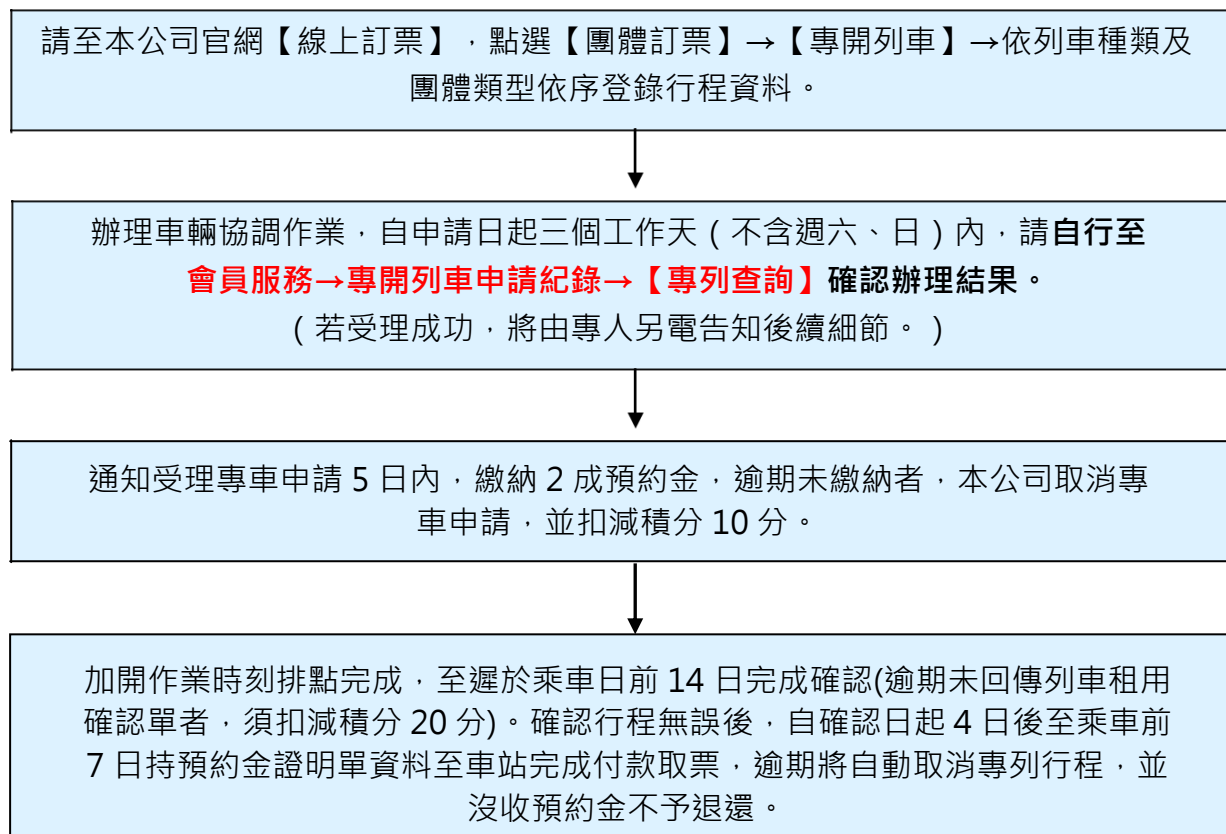 請至本公司官網【線上訂票】，點選【團體訂票】→【專開列車】→依列車種類及
團體類型依序登錄行程資料。
辦理車輛協調作業，自申請日起三個工作天（不含週六、日）內，請自行至
會員服務→專開列車申請紀錄→【專列查詢】確認辦理結果。
（若受理成功，將由專人另電告知後續細節。）
通知受理專車申請 5 日內，繳納 2 成預約金，逾期未繳納者，本公司取消專
車申請，並扣減積分 10 分。
加開作業時刻排點完成，至遲於乘車日前 14 日完成確認(逾期未回傳列車租用
確認單者，須扣減積分 20 分)。確認行程無誤後，自確認日起 4 日後至乘車前
7 日持預約金證明單資料至車站完成付款取票，逾期將自動取消專列行程，並
沒收預約金不予退還。